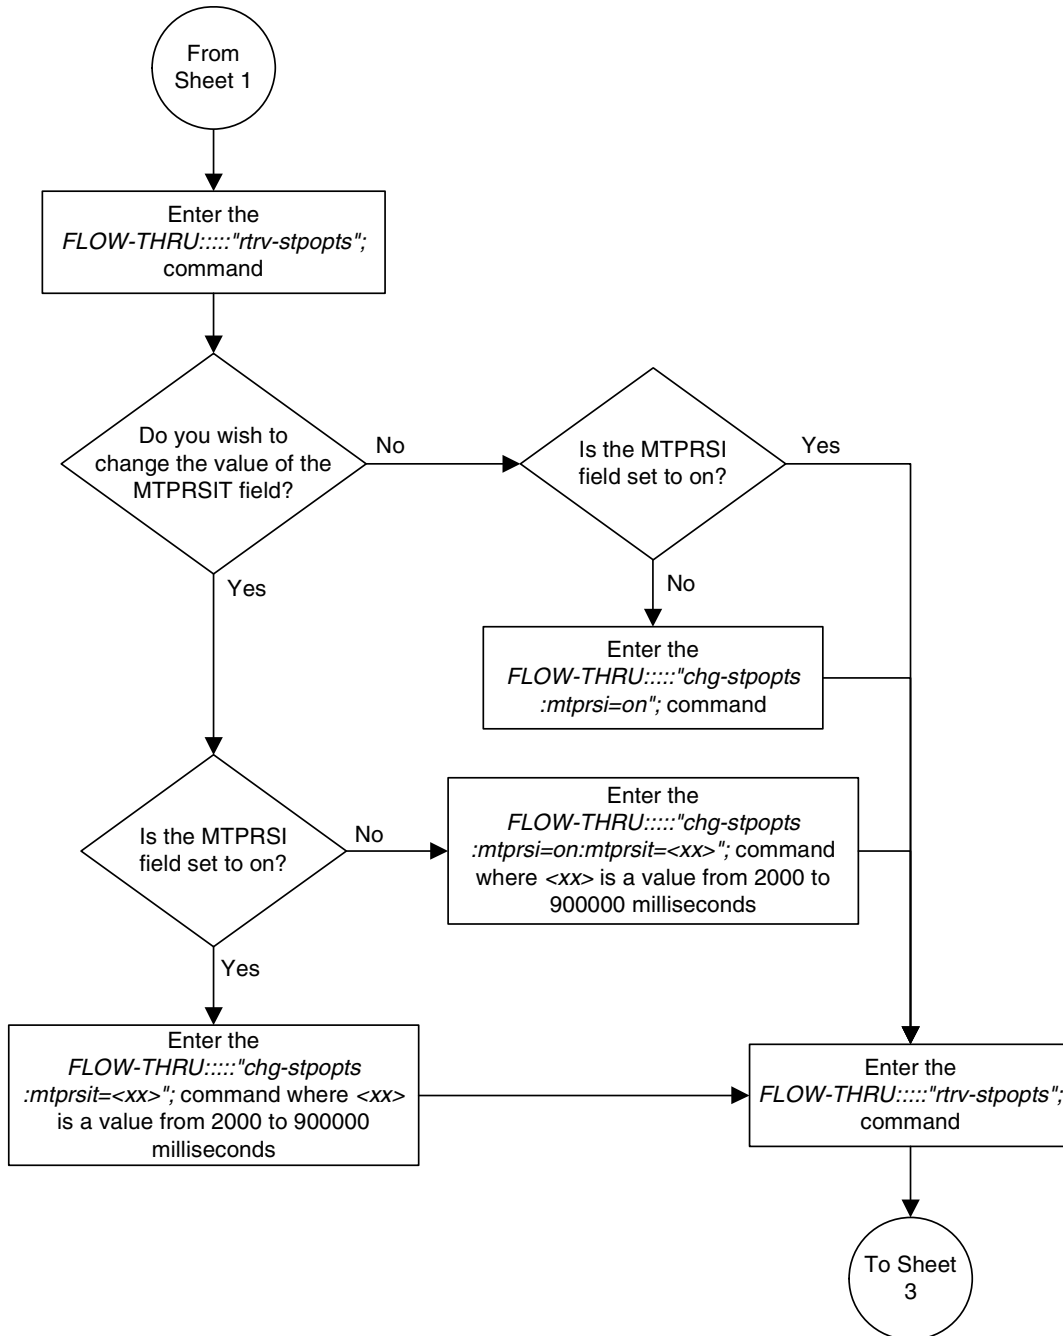 From
Sheet 1
Enter the
FLOW-THRU:::::"rtrv-stpopts";
command
Do you wish to
change the value of the
MTPRSIT field?
No
Is the MTPRSI
field set to on?
Yes
Yes
No
Enter the
FLOW-THRU:::::"chg-stpopts
:mtprsi=on"; command
Is the MTPRSI
field set to on?
No
Enter the
FLOW-THRU:::::"chg-stpopts
:mtprsi=on:mtprsit=<xx>"; command
where <xx> is a value from 2000 to
900000 milliseconds
Yes
Enter the
FLOW-THRU:::::"chg-stpopts
:mtprsit=<xx>"; command where <xx>
is a value from 2000 to 900000
milliseconds
Enter the
FLOW-THRU:::::"rtrv-stpopts";
command
To Sheet
3